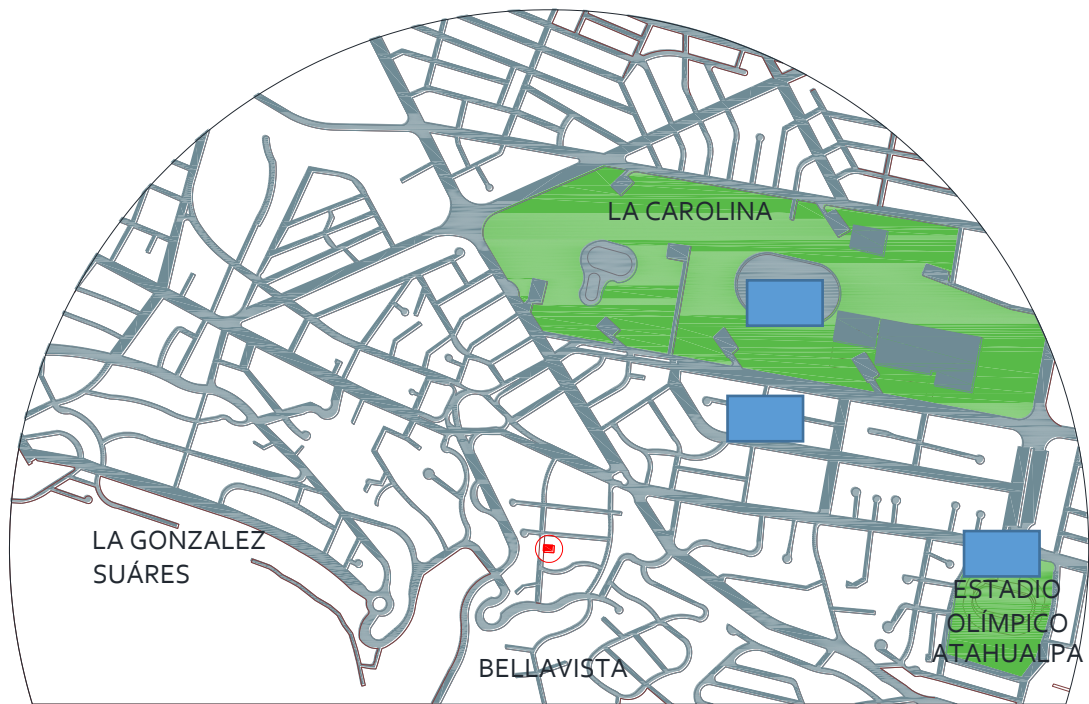 LA CAROLINA
LA GONZALEZ
SUÁRES
ESTADIO
OLÍMPICO
ATAHUALPA
BELLAVISTA